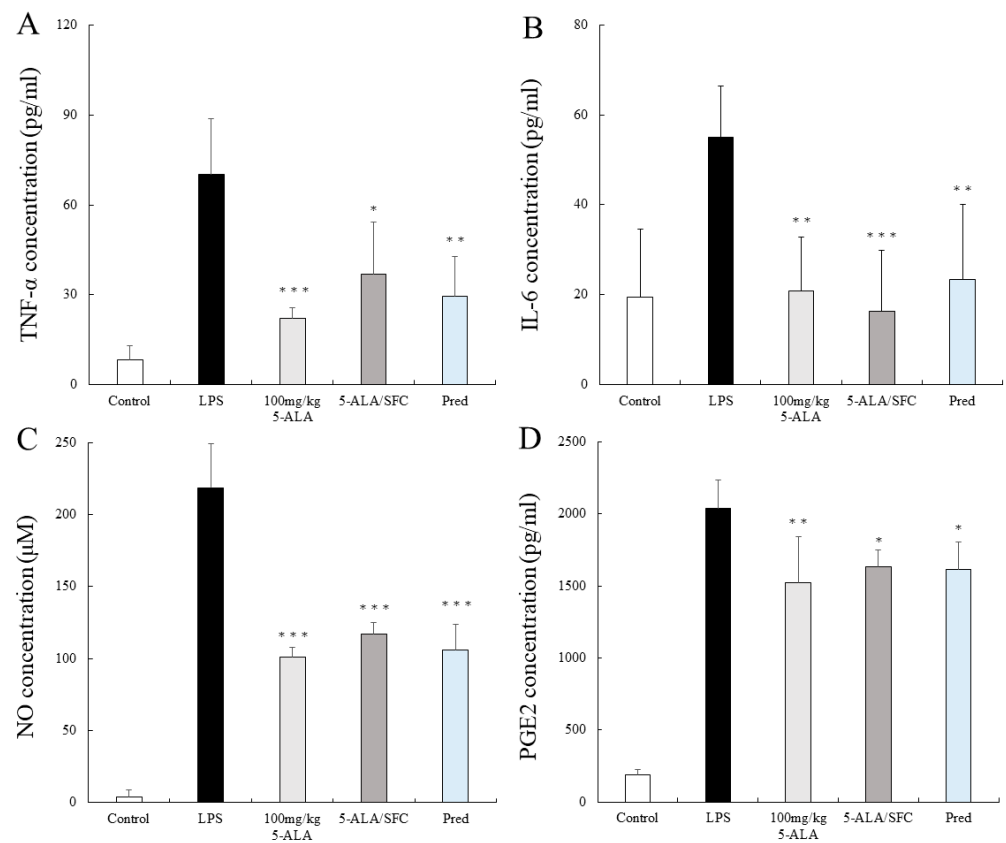 A
TNF-α concentration (pg/ml)
120
90
60
30
0
* * *
*
* *
Control
LPS
100mg/kg
5-ALA
5-ALA/SFC
Pred
B
IL-6 concentration (pg/ml)
80
60
40
20
0
* *
* * *
* *
Control
LPS
100mg/kg
5-ALA
5-ALA/SFC
Pred
C
NO concentration (μM)
250
200
150
100
50
0
* * *
* * *
* * *
Control
LPS
100mg/kg
5-ALA
5-ALA/SFC
Pred
D
PGE2 concentration (pg/ml)
2500
2000
1500
1000
500
0
* *
*
*
Control
LPS
100mg/kg
5-ALA
5-ALA/SFC
Pred